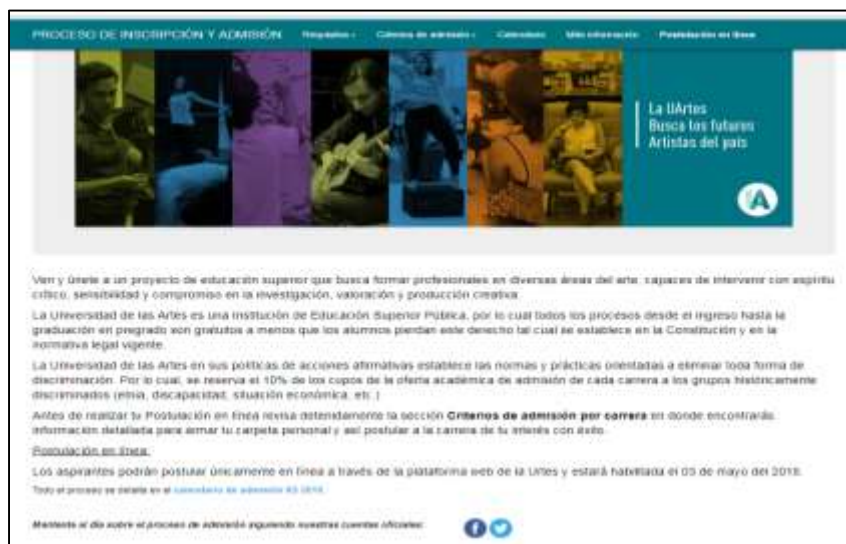 PROCESO DE INSCRIPCIÓN Y ADMISIÓN Requisitos Criterios de admisión Calendario Más información Postulación en línea
La UArtes
Busca los futuros
Artistas del país
A
Ven y únete a un proyecto de educación superior que busca formar profesionales en diversas áreas del arte, capaces de intervenir con espíritu
crítico, sensibilidad y compromiso en la investigación, valoración y producción creativa.
La Universidad de las Artes es una Institución de Educación Superior Pública, por lo cual todos los procesos desde el ingreso hasta la
graduación en pregrado son gratuitos a menos que los alumnos pierdan este derecho tal cual se establece en la Constitución y en la
normativa legal vigente.
La Universidad de las Artes en sus políticas de acciones afirmativas establece las normas y prácticas orientadas a eliminar toda forma de
discriminación. Por lo cual, se reserva el 10% de los cupos de la oferta académica de admisión de cada carrera a los grupos históricamente
discriminados (etnia, discapacidad, situación económica, etc.)
Antes de realizar tu Postulación en línea revisa detenidamente la sección Criterios de admisión por carrera en donde encontrarás
información detallada para armar tu carpeta personal y así postular a la carrera de tu interés con éxito.
Postulación en línea:
Los aspirantes podrán postular únicamente en línea a través de la plataforma web de la Urtes y estará habilitada el 03 de mayo del 2018.
Todo el proceso se detalla en el calendario de admisión 2018.
Mantente al día sobre el proceso de admisión siguiendo nuestras cuentas oficiales: